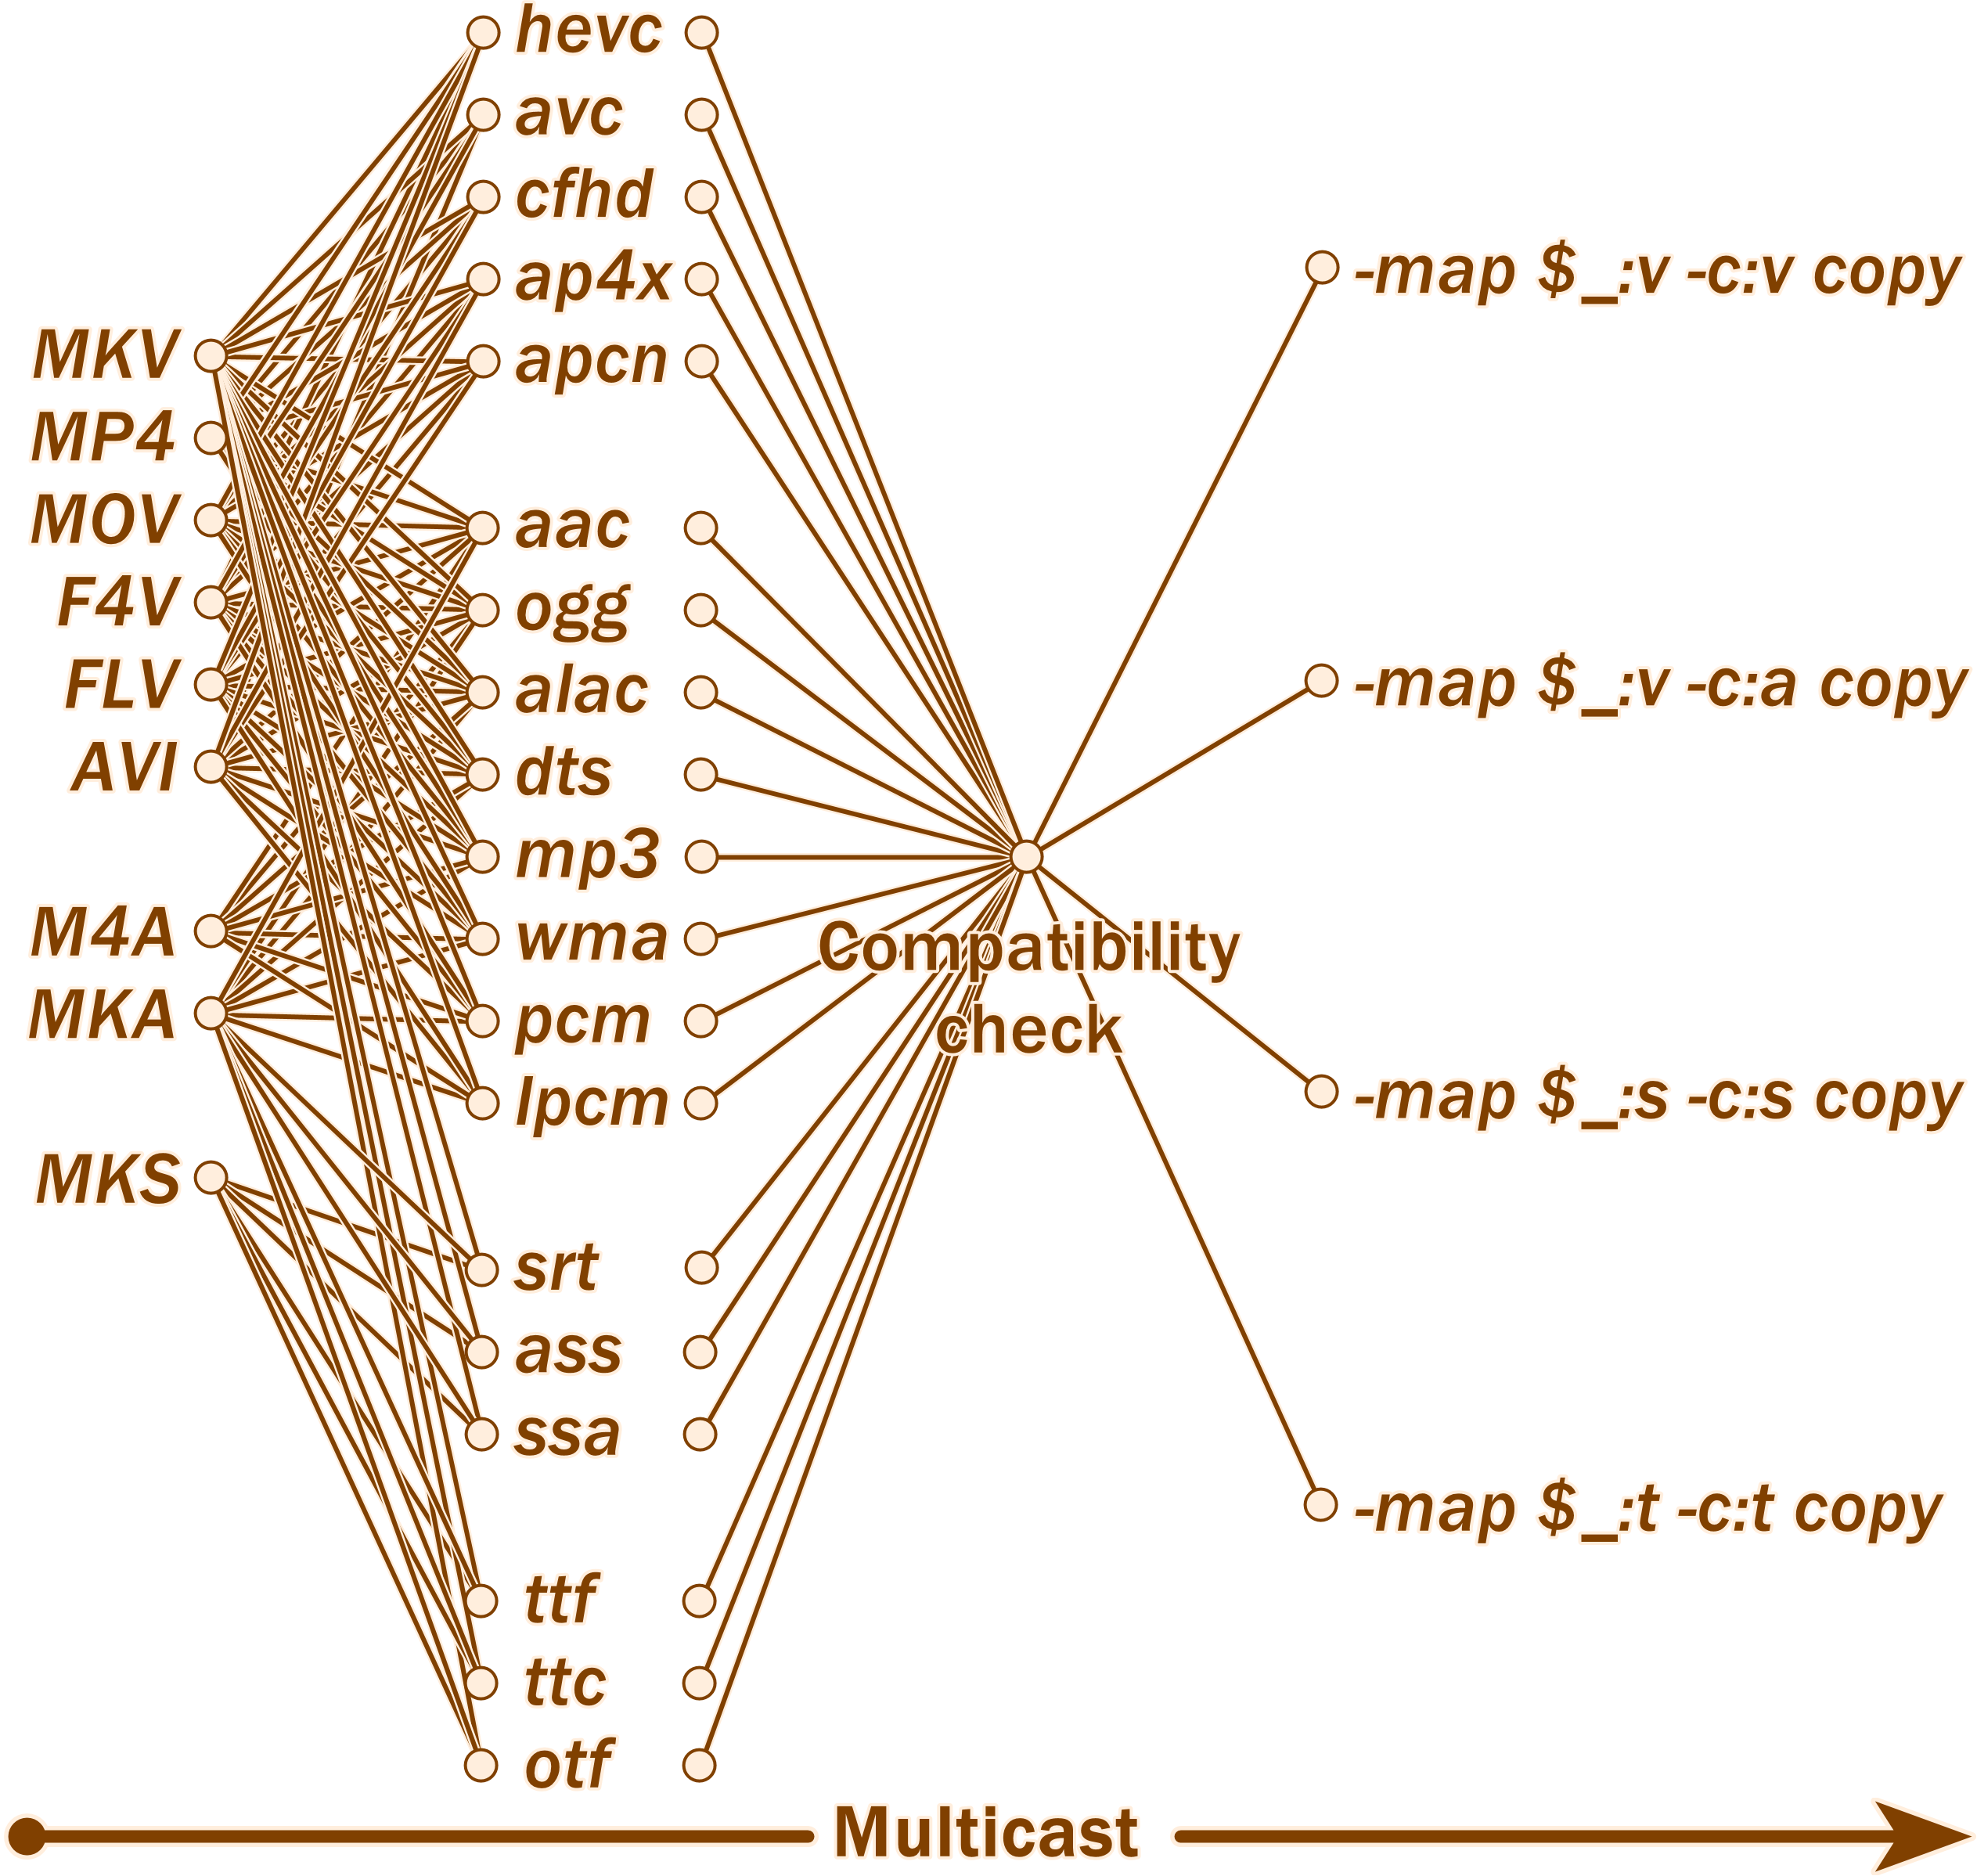 MKV
MP4
MOV
F4V
FLV
AVI
M4A
MKA
MKS
hevc
avc
cfhd
ap4x
apcn
aac
ogg
alac
dts
mp3
wma
pcm
lpcm
srt
ass
ssa
ttf
ttc
otf
Compatibility
check
-map $_:v -c:v copy
-map $_:v -c:a copy
-map $_:s -c:s copy
-map $_:t -c:t copy
Multicast